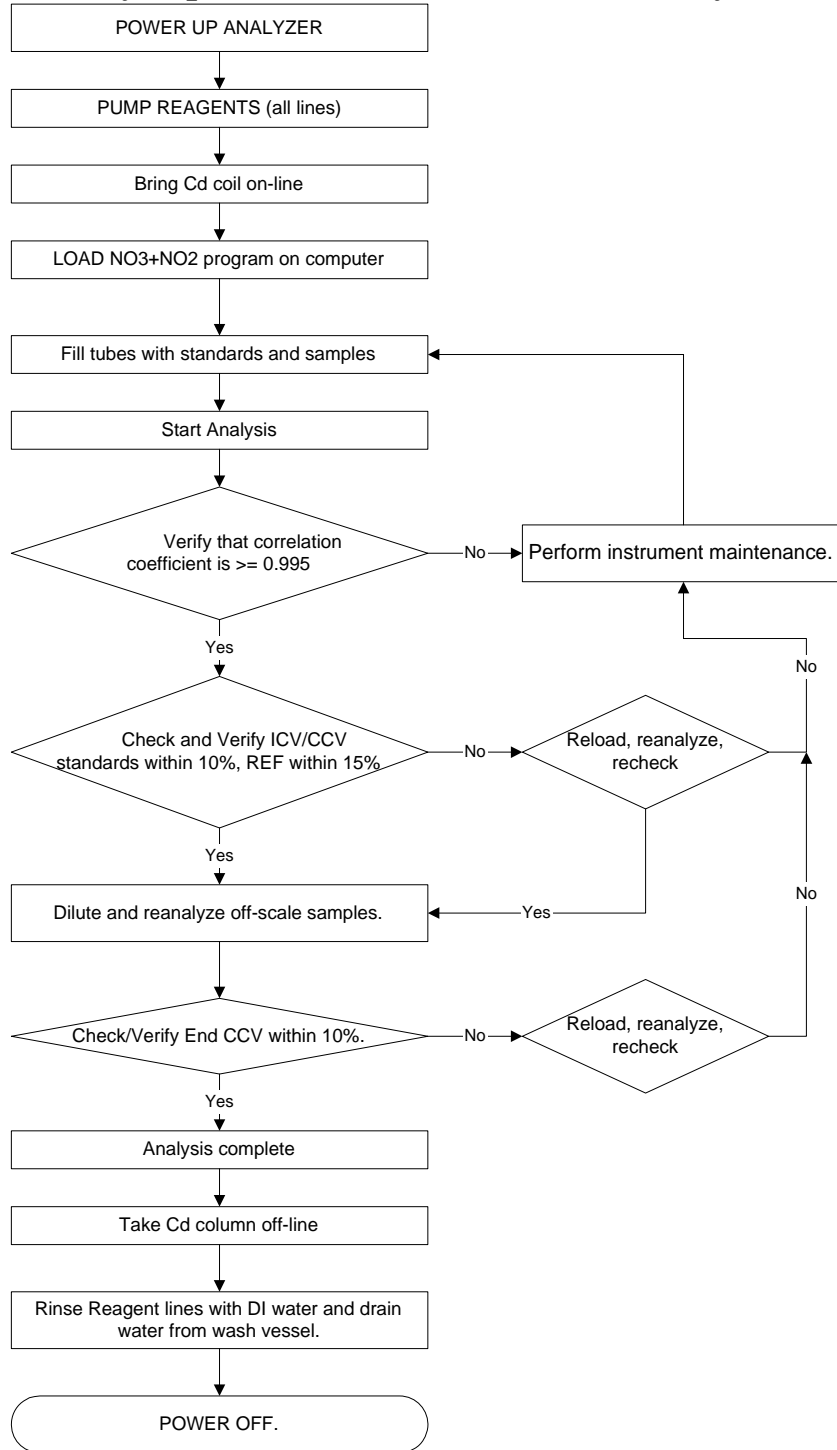 POWER UP ANALYZER
PUMP REAGENTS (all lines)
Bring Cd coil on-line
LOAD NO3+NO2 program on computer
Fill tubes with standards and samples
Start Analysis
Verify that correlation
coefficient is >= 0.995
No
Perform instrument maintenance.
Yes
No
Check and Verify ICV/CCV
standards within 10%, REF within 15%
No
Reload, reanalyze,
recheck
Yes
Dilute and reanalyze off-scale samples.
Yes
No
Check/Verify End CCV within 10%.
No
Reload, reanalyze,
recheck
Yes
Analysis complete
Take Cd column off-line
Rinse Reagent lines with DI water and drain
water from wash vessel.
POWER OFF.